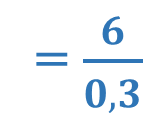 = 6/0,3